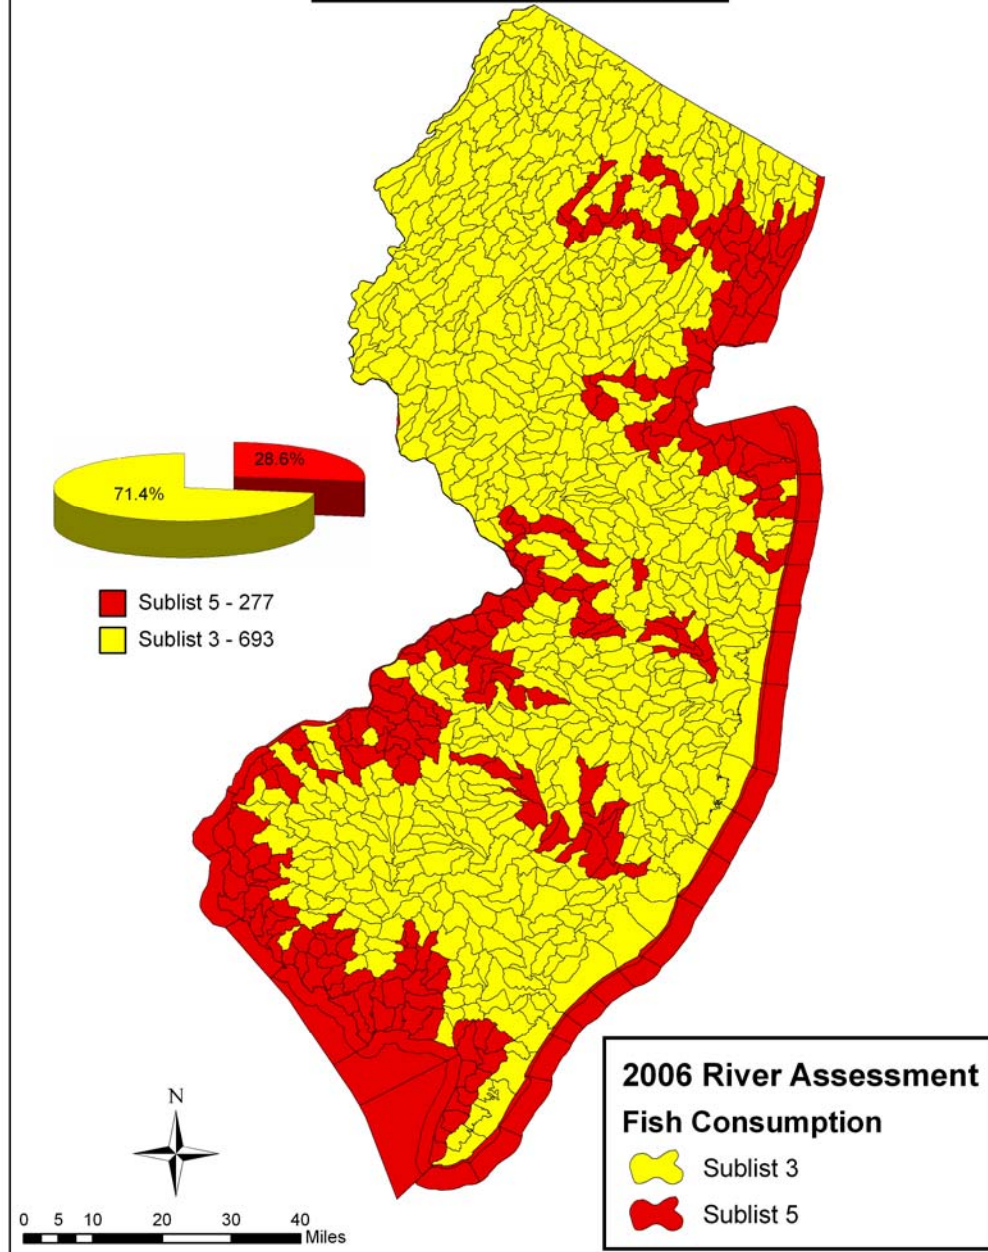 28.6%
71.4%
Sublist 5 - 277
Sublist 3 - 693
N
0 5 10 20 30 40
Miles
2006 River Assessment
Fish Consumption
Sublist 3
Sublist 5